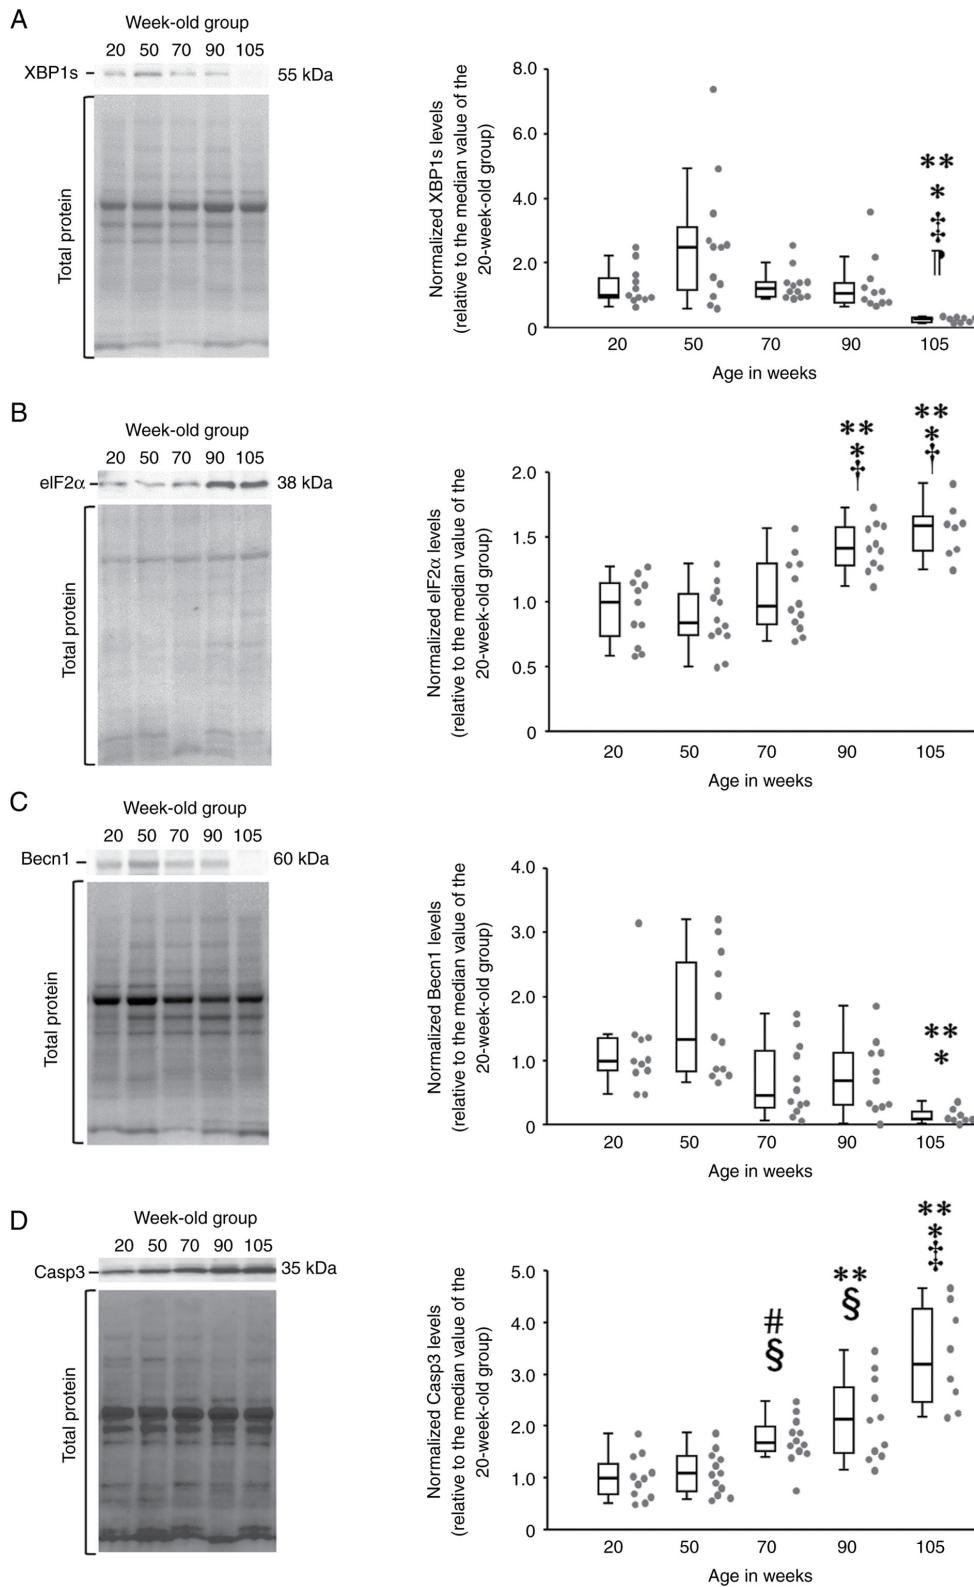 A
Week-old group
20 50 70 90 105
XBP1s
55 kDa
Total protein
Normalized XBP1s levels
(relative to the median value of the
20-week-old group)
8.0
6.0
4.0
2.0
0
**
*
‡
¶
20 50 70 90 105
Age in weeks
B
Week-old group
20 50 70 90 105
eIF2α
38 kDa
Total protein
Normalized eIF2α levels
(relative to the median value of the
20-week-old group)
2.0
1.5
1.0
0.5
0
**
*
†
**
*
†
20 50 70 90 105
Age in weeks
C
Week-old group
20 50 70 90 105
Becn1
60 kDa
Total protein
Normalized Becn1 levels
(relative to the median value of the
20-week-old group)
4.0
3.0
2.0
1.0
0
**
*
20 50 70 90 105
Age in weeks
D
Week-old group
20 50 70 90 105
Casp3
35 kDa
Total protein
Normalized Casp3 levels
(relative to the median value of the
20-week-old group)
5.0
4.0
3.0
2.0
1.0
0
#
§
**
§
**
*
‡
20 50 70 90 105
Age in weeks